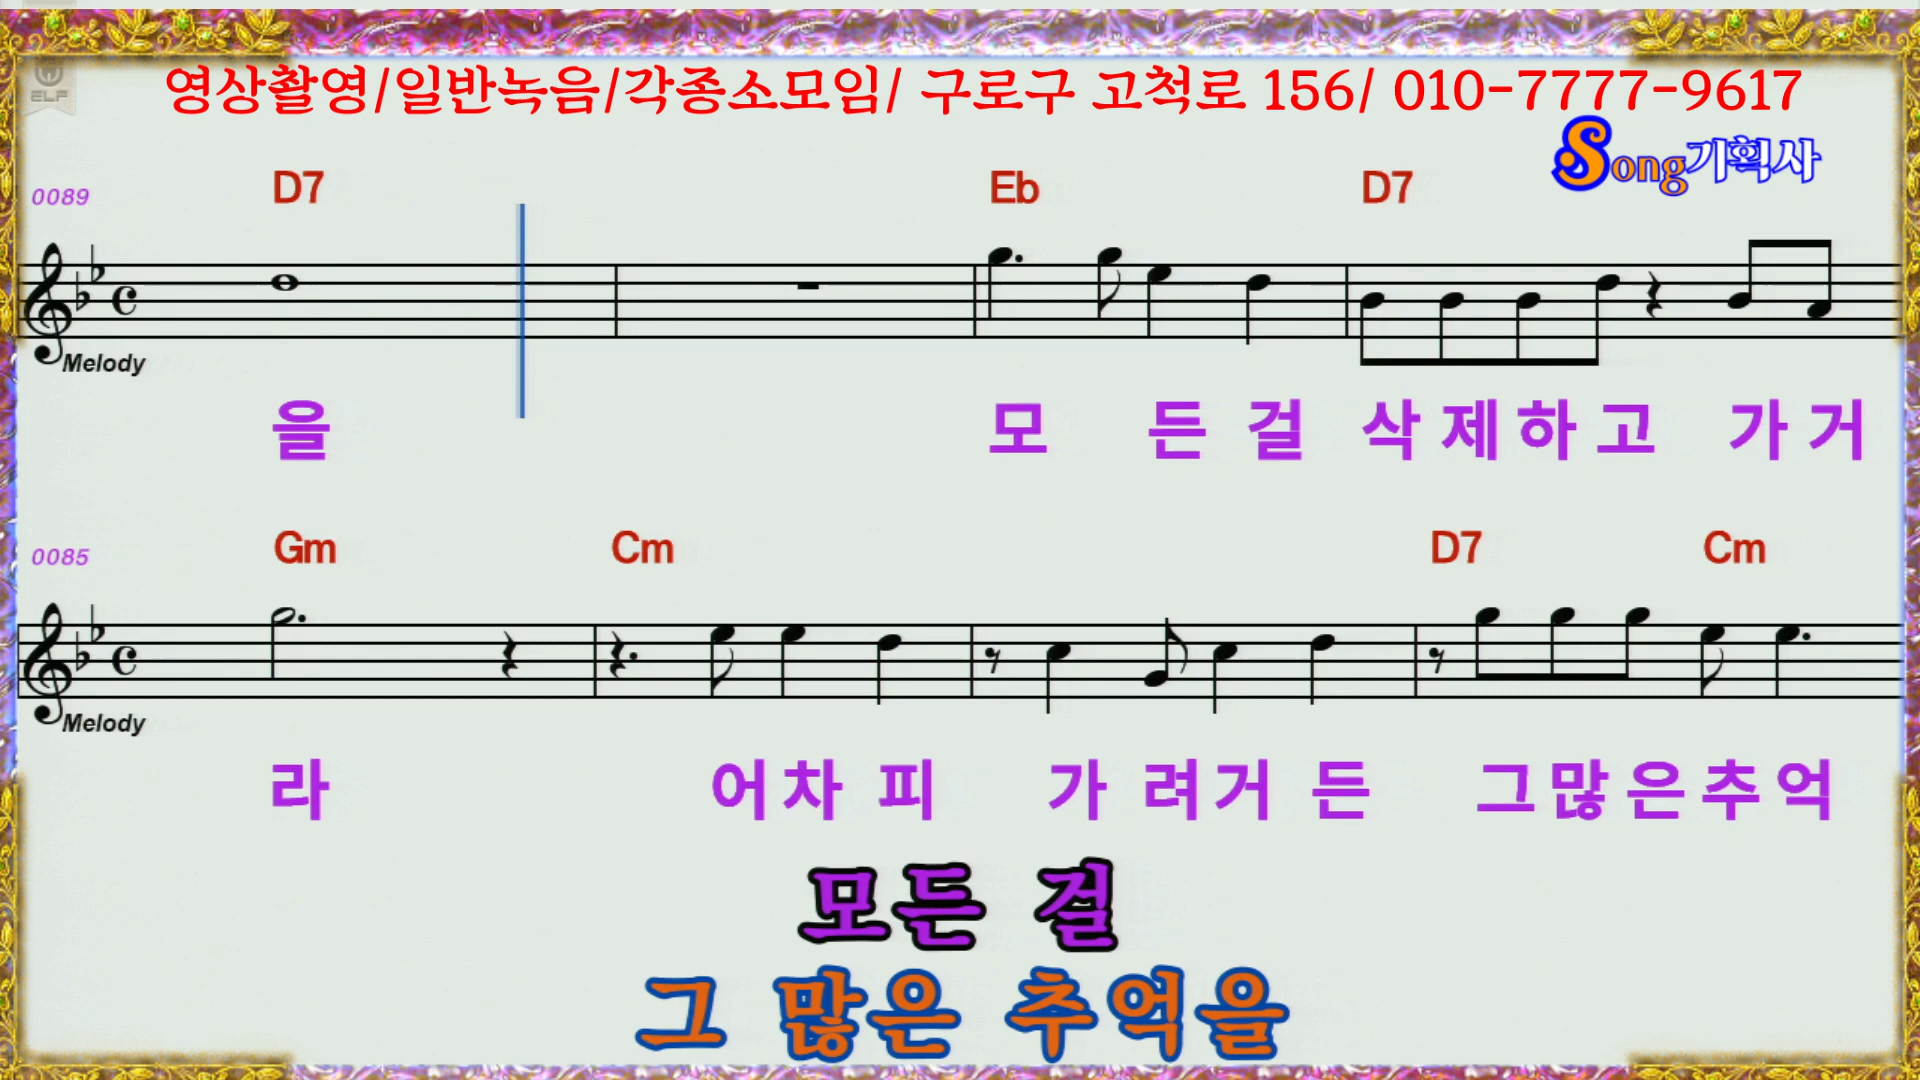 ELF
영상촬영/일반녹음/각종소모임/ 구로구 고척로 156/ 010-7777-9617
Song기획사
0089 D7 Eb D7
Melody
을 모 든 걸 삭 제 하 고 가 거
0085 Gm Cm D7 Cm
Melody
라 어 차 피 가 려 거 든 그 많 은 추 억
모든 걸
그 많은 추억을